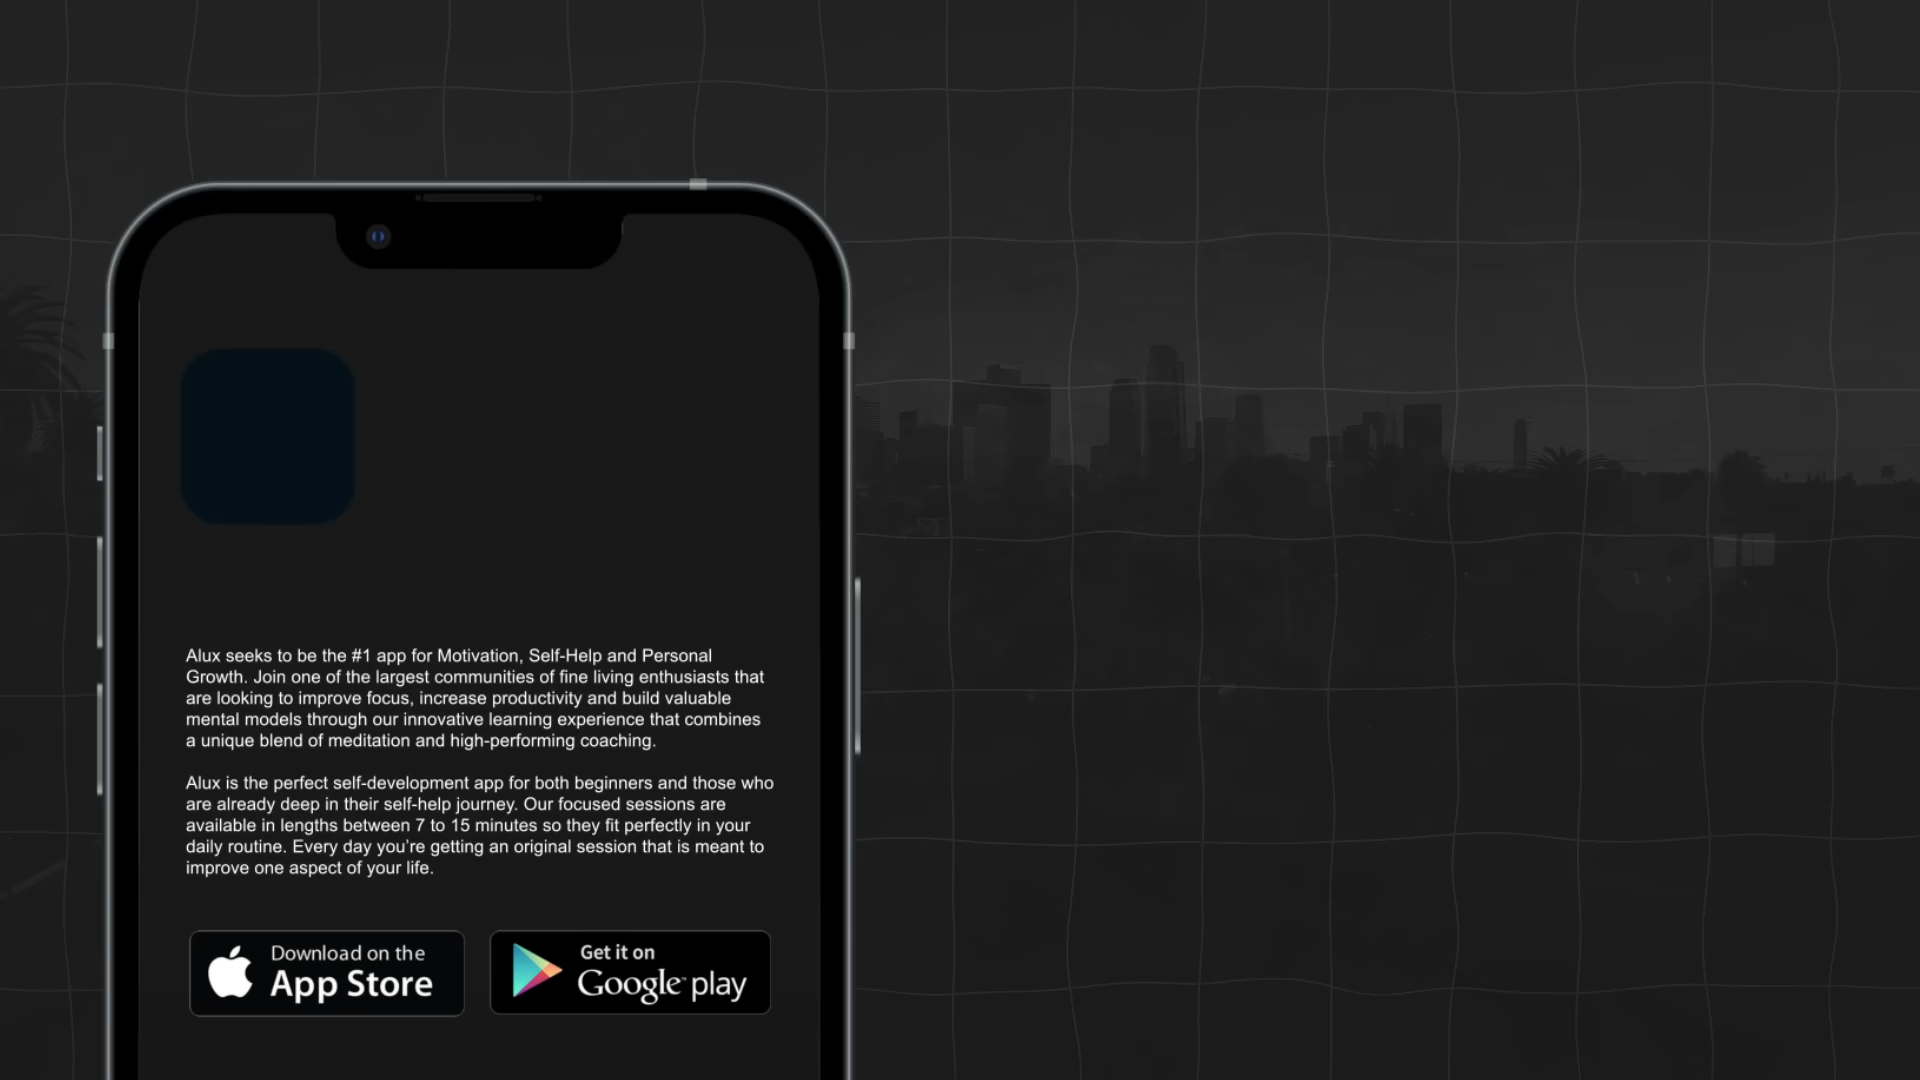 Alux seeks to be the #1 app for Motivation, Self-Help and Personal
Growth. Join one of the largest communities of fine living enthusiasts that
are looking to improve focus, increase productivity and build valuable
mental models through our innovative learning experience that combines
a unique blend of meditation and high-performing coaching.
Alux is the perfect self-development app for both beginners and those who
are already deep in their self-help journey. Our focused sessions are
available in lengths between 7 to 15 minutes so they fit perfectly in your
daily routine. Every day you’re getting an original session that is meant to
improve one aspect of your life.
Download on the
App Store
Get it on
Google play